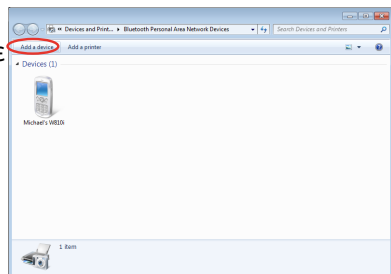 « Devices and Print... ▸ Bluetooth Personal Area Network Devices
Search Devices and Printers
Add a device
Add a printer
Devices (1)
Michael's W810i
1 item